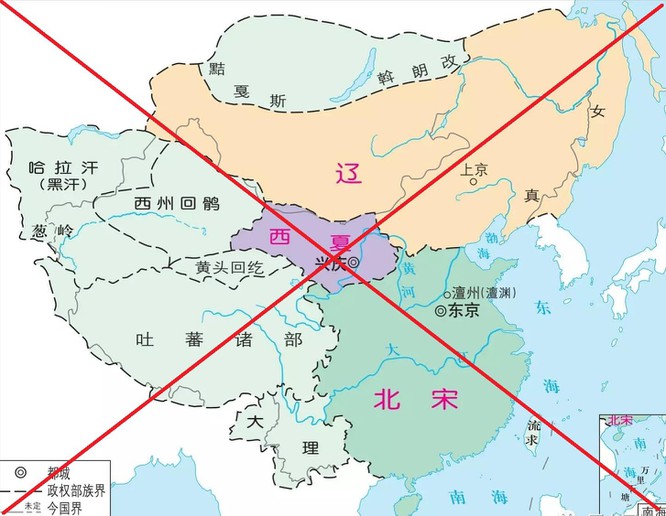 黠
戛
斯
斡
朗
改
哈拉汗
(黑汗)
葱岭
西州回鹘
辽
上京
女
真
西夏
兴庆
黄头回纥
黄
河
渤
海
澶州(澶渊)
东京
东
海
吐蕃诸部
大
江
北宋
大
理
流
求
南
海
北宋
南
海
万
里
塘
南海
都城
政权部族界
未定
今国界